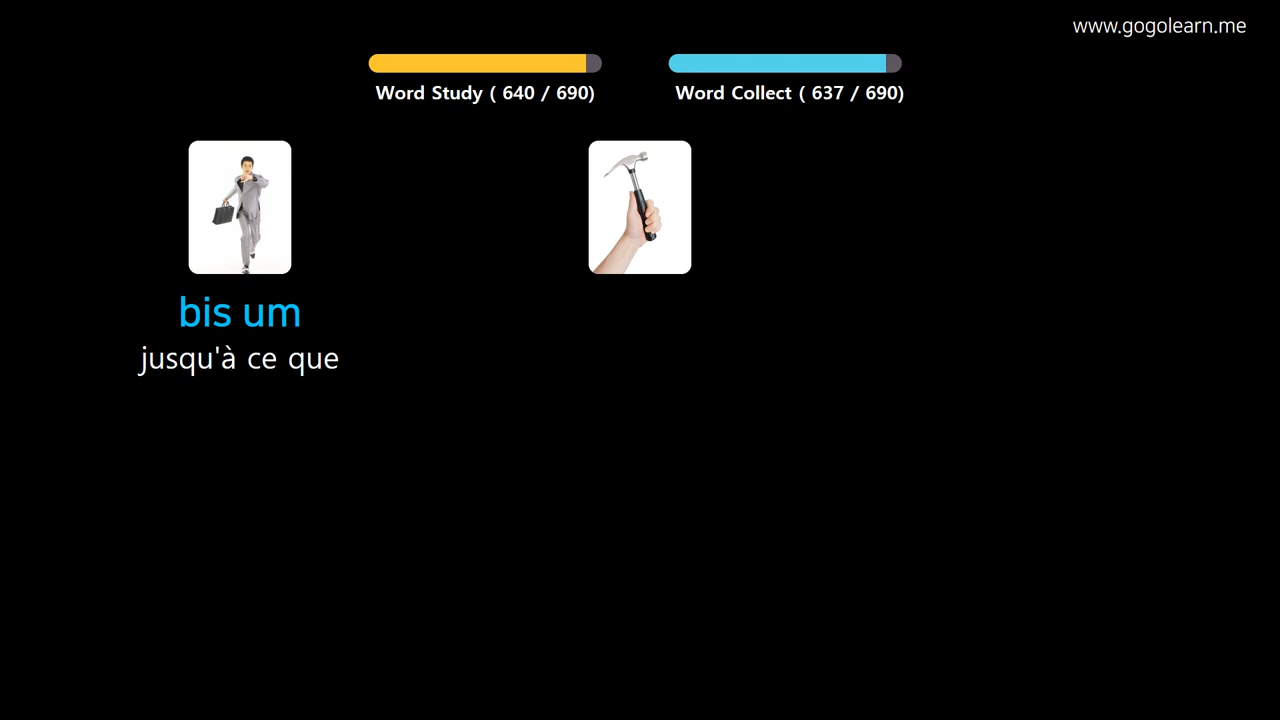 www.gogolearn.me
Word Study ( 640 / 690)
Word Collect ( 637 / 690)
bis um
jusqu'à ce que